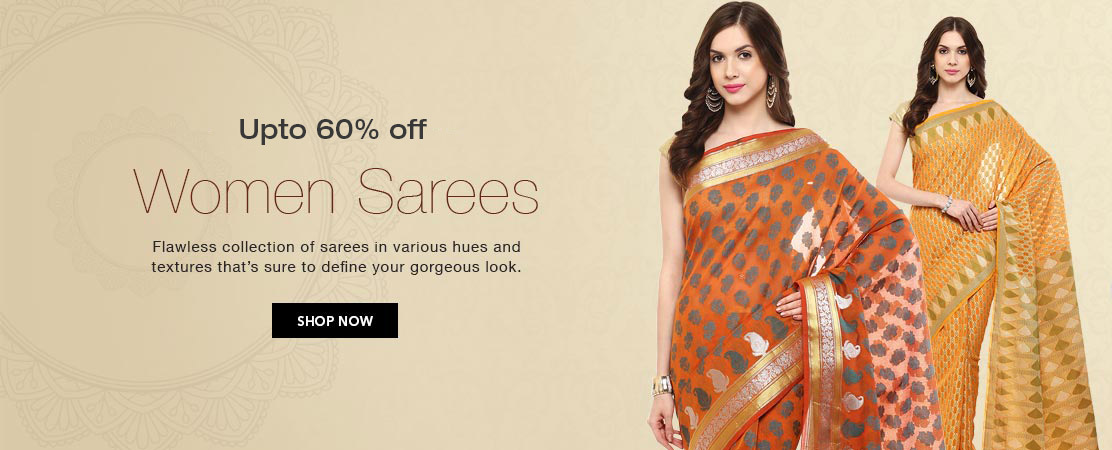 Upto 60% off
Women Sarees
Flawless collection of sarees in various hues and
textures that's sure to define your gorgeous look.
SHOP NOW